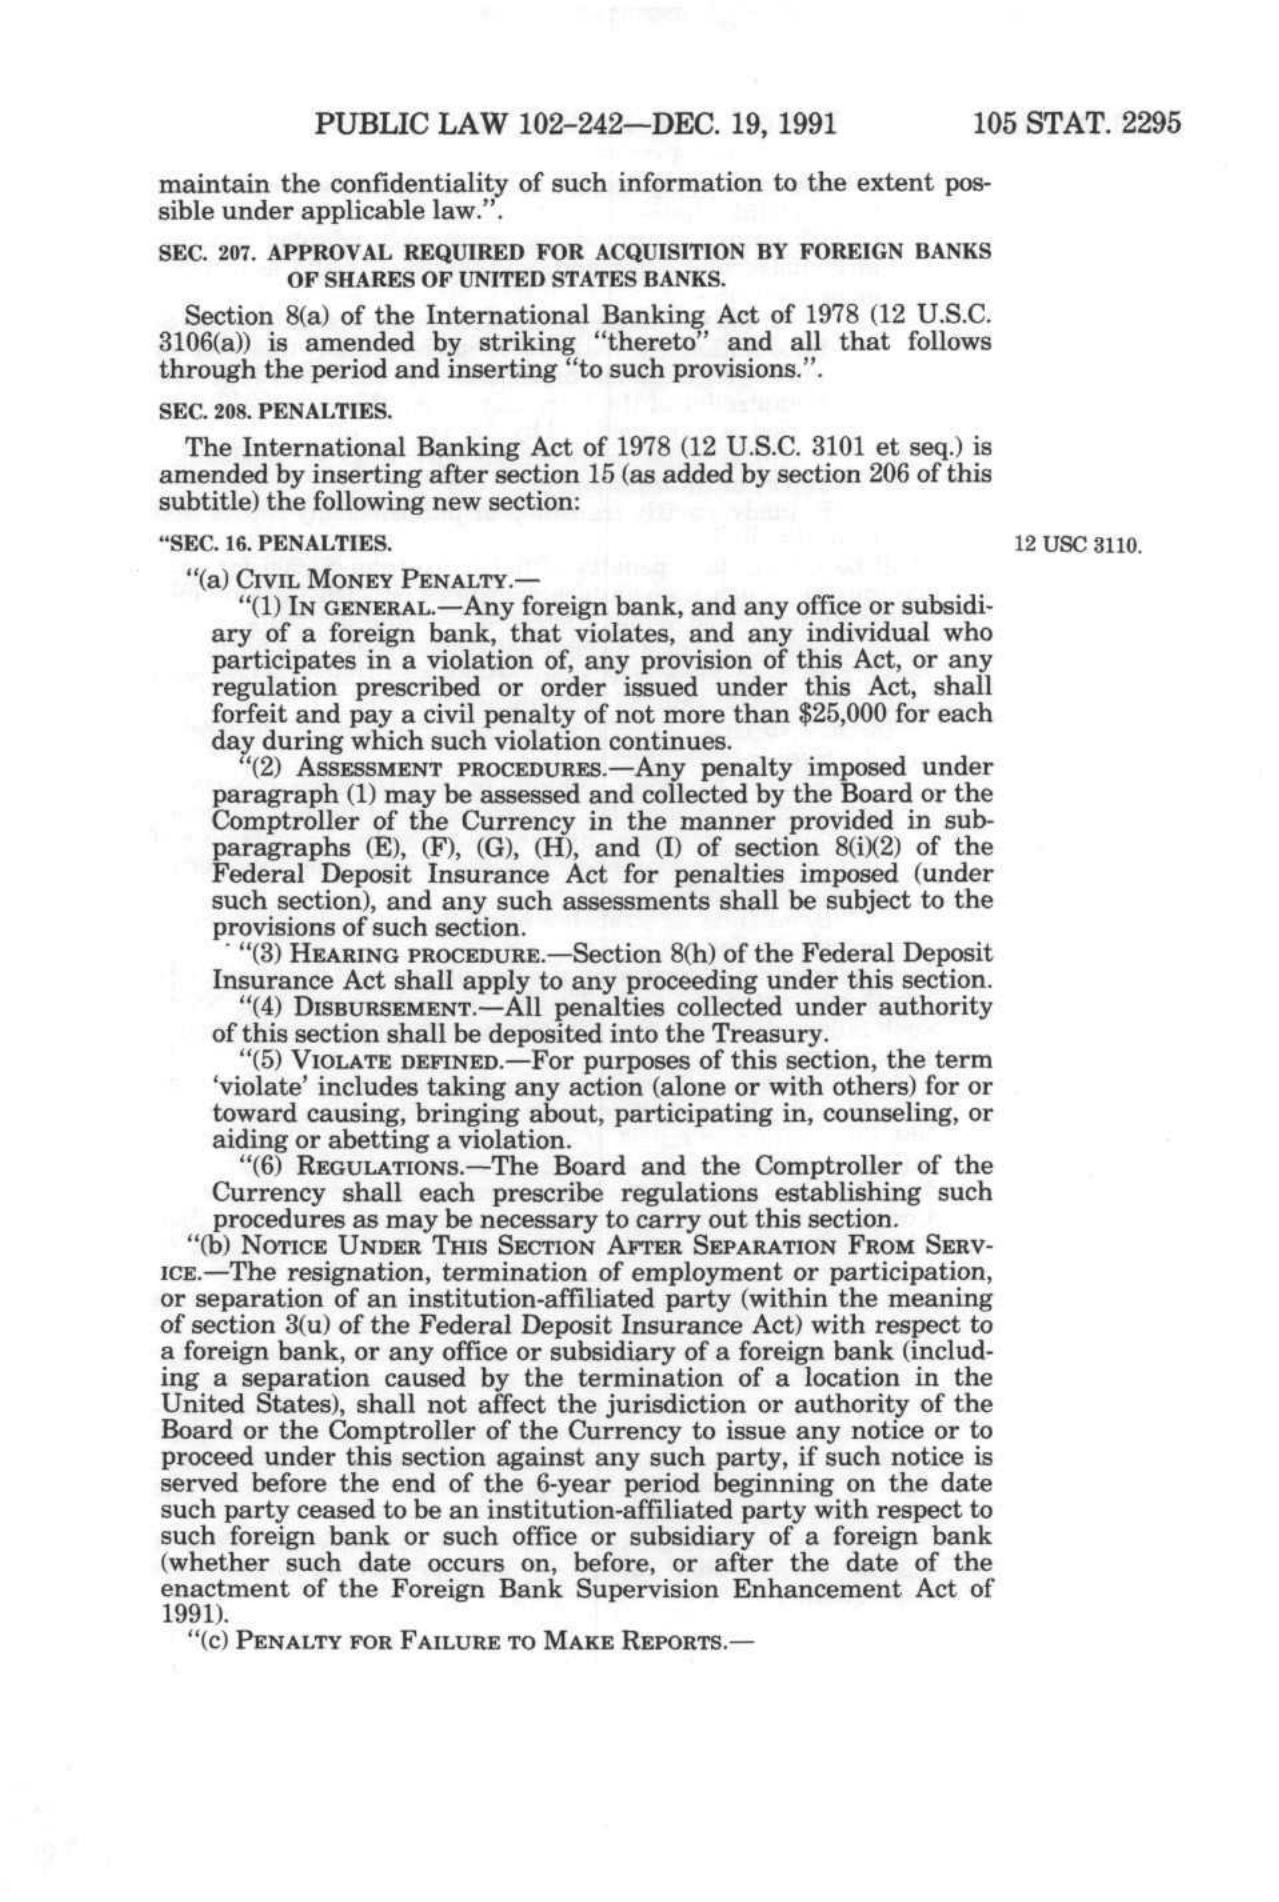 PUBLIC LAW 102–242—DEC. 19, 1991 105 STAT. 2295
maintain the confidentiality of such information to the extent pos-
sible under applicable law.”.
SEC. 207. APPROVAL REQUIRED FOR ACQUISITION BY FOREIGN BANKS
OF SHARES OF UNITED STATES BANKS.
Section 8(a) of the International Banking Act of 1978 (12 U.S.C.
3106(a)) is amended by striking “thereto” and all that follows
through the period and inserting “to such provisions.”.
SEC. 208. PENALTIES.
The International Banking Act of 1978 (12 U.S.C. 3101 et seq.) is
amended by inserting after section 15 (as added by section 206 of this
subtitle) the following new section:
“SEC. 16. PENALTIES. 12 USC 3110.
“(a) CIVIL MONEY PENALTY.—
“(1) IN GENERAL.—Any foreign bank, and any office or subsidi-
ary of a foreign bank, that violates, and any individual who
participates in a violation of, any provision of this Act, or any
regulation prescribed or order issued under this Act, shall
forfeit and pay a civil penalty of not more than $25,000 for each
day during which such violation continues.
“(2) ASSESSMENT PROCEDURES.—Any penalty imposed under
paragraph (1) may be assessed and collected by the Board or the
Comptroller of the Currency in the manner provided in sub-
paragraphs (E), (F), (G), (H), and (I) of section 8(i)(2) of the
Federal Deposit Insurance Act for penalties imposed (under
such section), and any such assessments shall be subject to the
provisions of such section.
“(3) HEARING PROCEDURE.—Section 8(h) of the Federal Deposit
Insurance Act shall apply to any proceeding under this section.
“(4) DISBURSEMENT.—All penalties collected under authority
of this section shall be deposited into the Treasury.
“(5) VIOLATE DEFINED.—For purposes of this section, the term
‘violate’ includes taking any action (alone or with others) for or
toward causing, bringing about, participating in, counseling, or
aiding or abetting a violation.
“(6) REGULATIONS.—The Board and the Comptroller of the
Currency shall each prescribe regulations establishing such
procedures as may be necessary to carry out this section.
“(b) NOTICE UNDER THIS SECTION AFTER SEPARATION FROM SERV-
ICE.—The resignation, termination of employment or participation,
or separation of an institution-affiliated party (within the meaning
of section 3(u) of the Federal Deposit Insurance Act) with respect to
a foreign bank, or any office or subsidiary of a foreign bank (includ-
ing a separation caused by the termination of a location in the
United States), shall not affect the jurisdiction or authority of the
Board or the Comptroller of the Currency to issue any notice or to
proceed under this section against any such party, if such notice is
served before the end of the 6-year period beginning on the date
such party ceased to be an institution-affiliated party with respect to
such foreign bank or such office or subsidiary of a foreign bank
(whether such date occurs on, before, or after the date of the
enactment of the Foreign Bank Supervision Enhancement Act of
1991).
“(c) PENALTY FOR FAILURE TO MAKE REPORTS.—